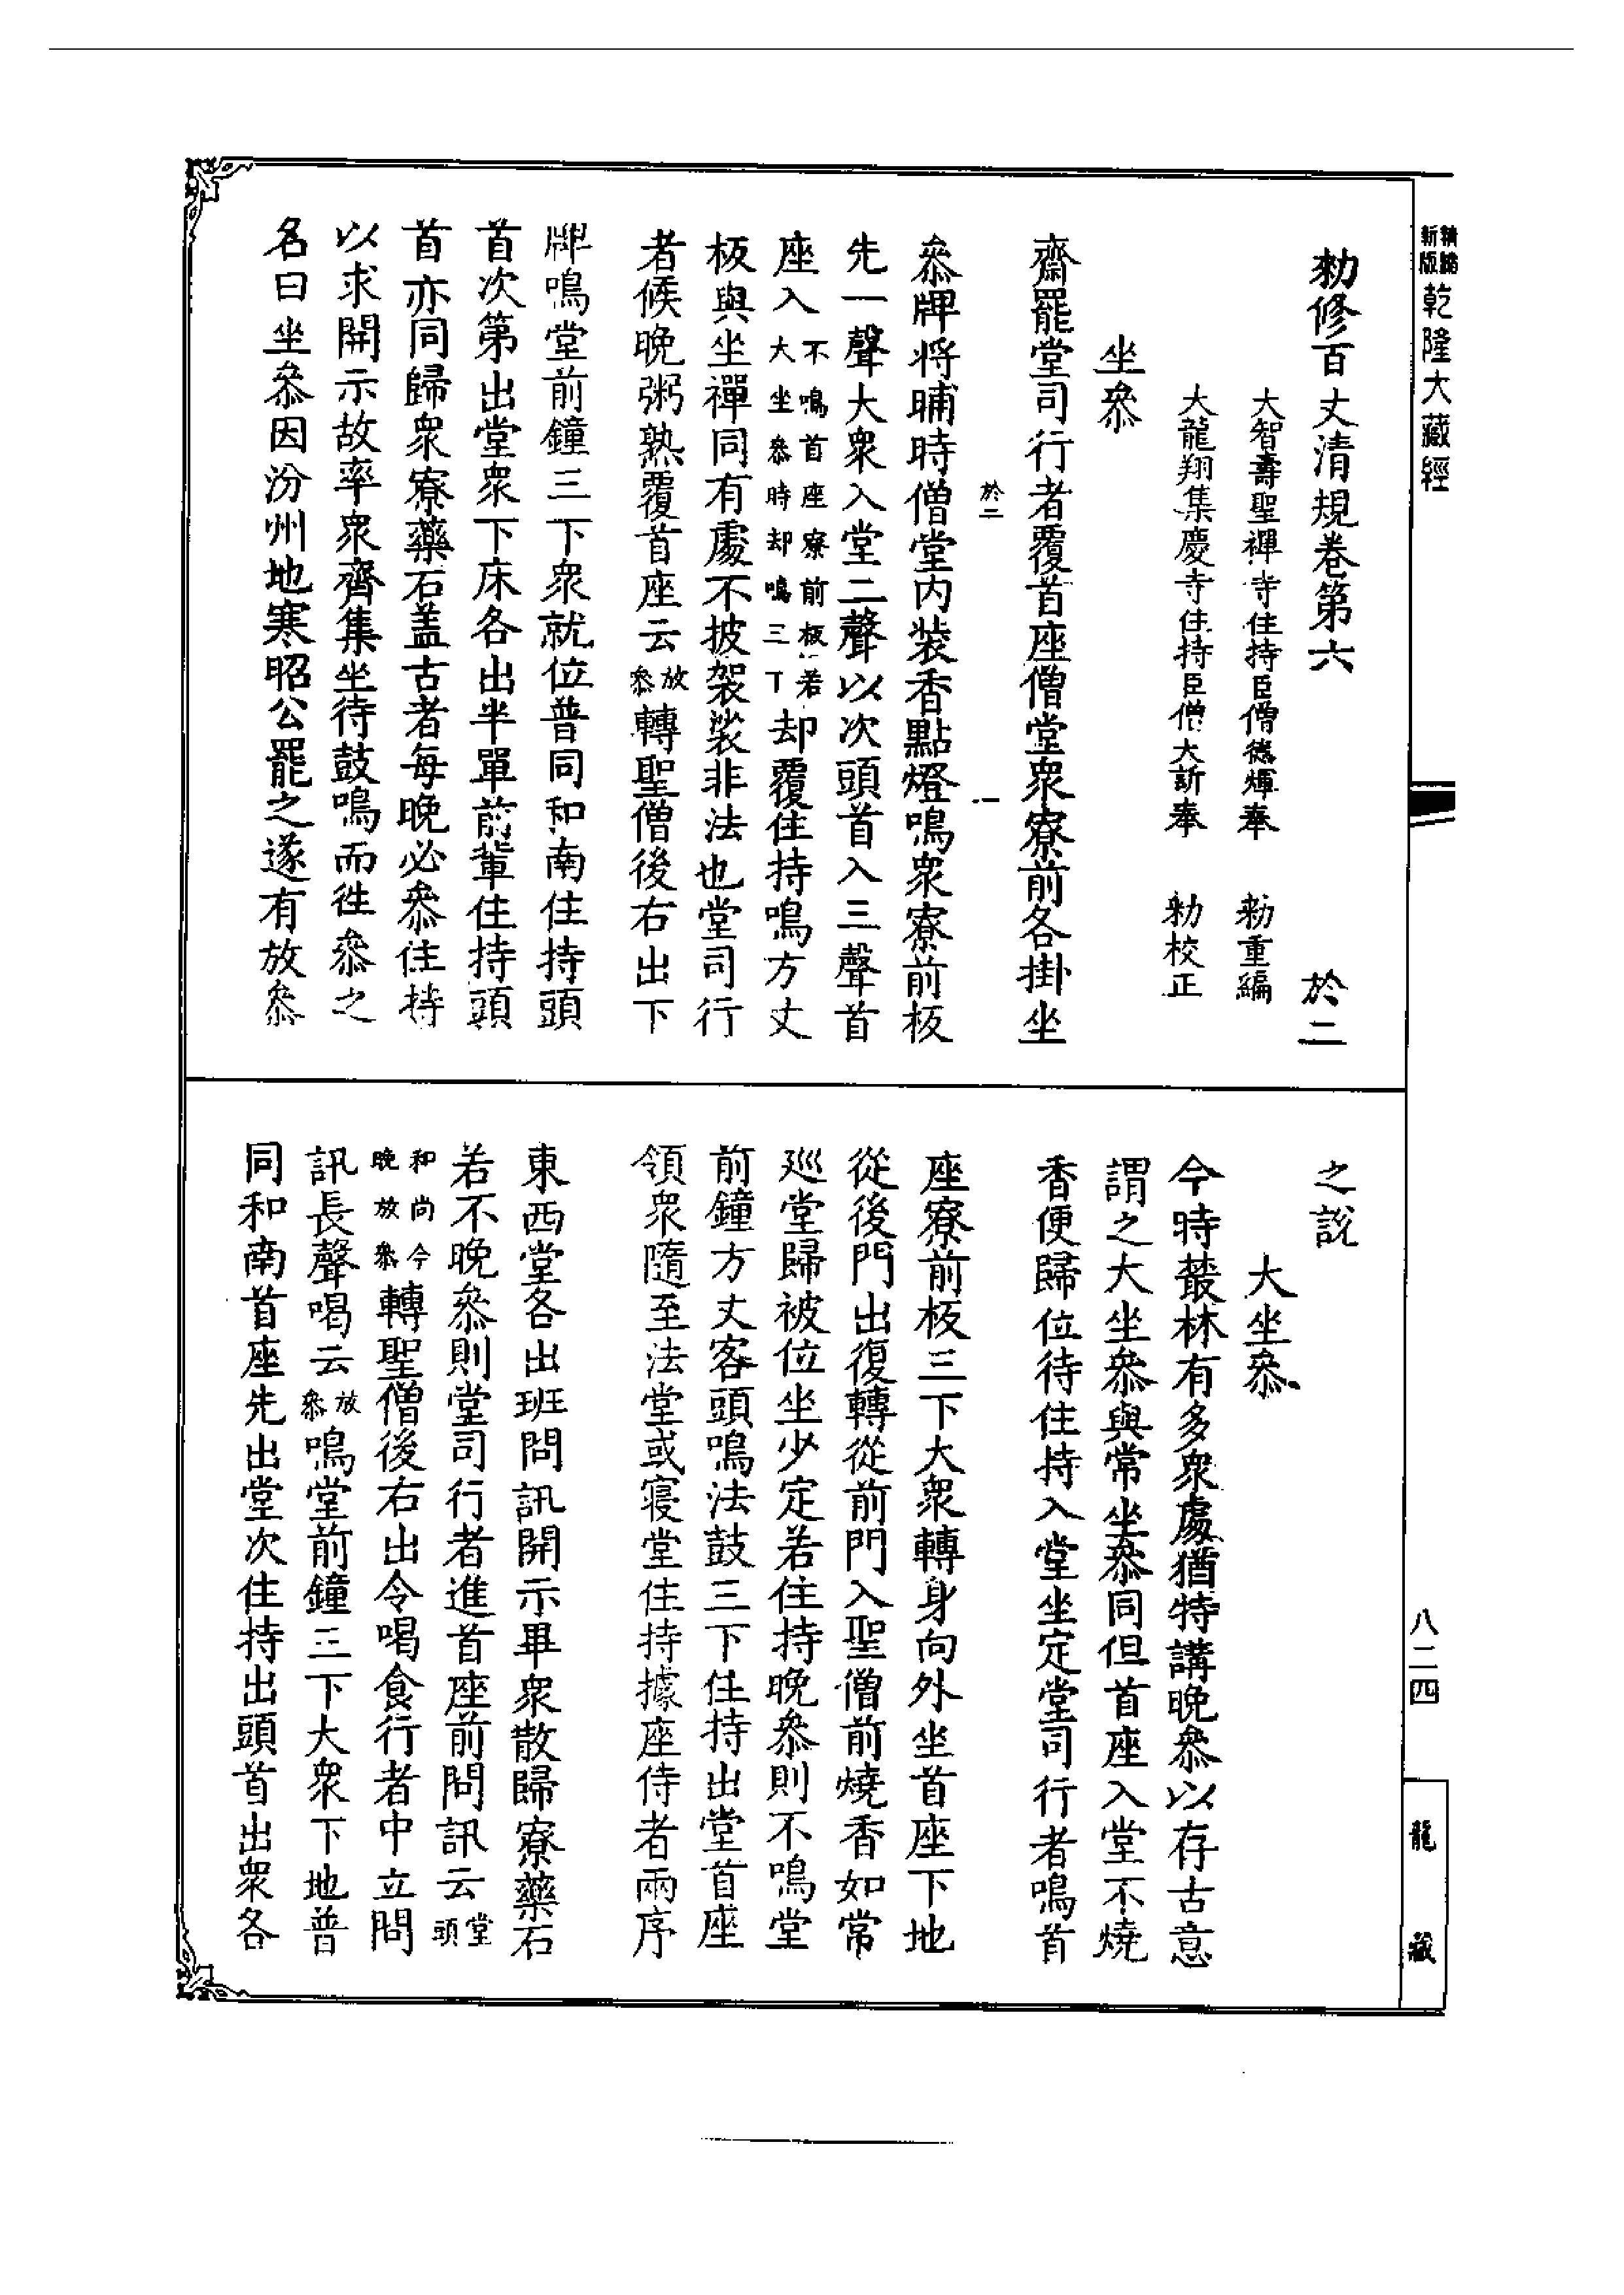 精歸
新版
乾隆大藏經
勑修百丈清規卷第六 於二
大智壽聖禪寺住持臣僧德煇奉 勑重編
大龍翔集慶寺住持臣僧大訢奉 勑校正
坐叅
齋罷堂司行者覆首座僧堂衆寮前各掛坐
於二 一
叅牌将晡時僧堂内装香點燈鳴衆寮前板
先一聲大衆入堂二聲以次頭首入三聲首
座入不鳴首座寮前板若大坐叅時却鳴三丅却覆住持鳴方丈
板與坐禪同有處不披袈裟非法也堂司行
者候晚粥熟覆首座云放叅轉聖僧後右出下
牌鳴堂前鐘三下衆就位普同和南住持頭
首次第出堂衆下床各出半單前輩住持頭
首亦同歸衆寮藥石盖古者每晚必叅住持
以求開示故率衆齊集坐待鼓鳴而徃叅之
名曰坐叅因汾州地寒昭公罷之遂有放叅
之說
大坐叅
今時叢林有多衆處猶特講晚叅以存古意
謂之大坐叅與常坐叅同但首座入堂不燒
香便歸位待住持入堂坐定堂司行者鳴首
座寮前板三下大衆轉身向外坐首座下地
從後門出復轉從前門入聖僧前燒香如常
廵堂歸被位坐少定若住持晚叅則不鳴堂
前鐘方丈客頭鳴法鼓三下住持出堂首座
領衆隨至法堂或寢堂住持據座侍者兩序
東西堂各出班問訊開示畢衆散歸寮藥石
若不晚叅則堂司行者進首座前問訊云堂頭
和尚今晚放叅轉聖僧後右出令喝食行者中立問
訊長聲喝云放叅鳴堂前鐘三下大衆下地普
同和南首座先出堂次住持出頭首出衆各
八二四
龍藏